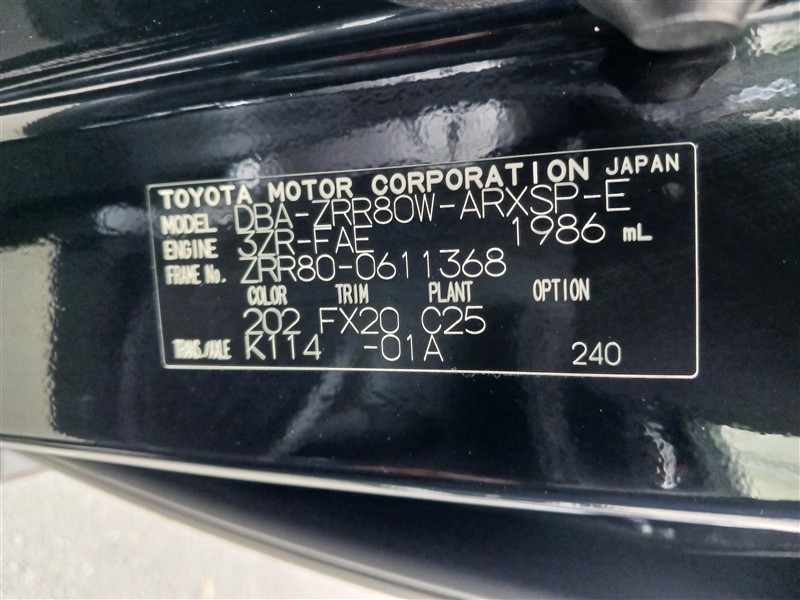 TOYOTA MOTOR CORPORATION JAPAN
MODEL DBA-ZRR80W-ARXSP-E
ENGINE 3ZR-FAE 1986 mL
FRAME No. ZRR80-0611368
COLOR TRIM PLANT OPTION
202 FX20 C25
TRANS./AXLE K114 -01A 240